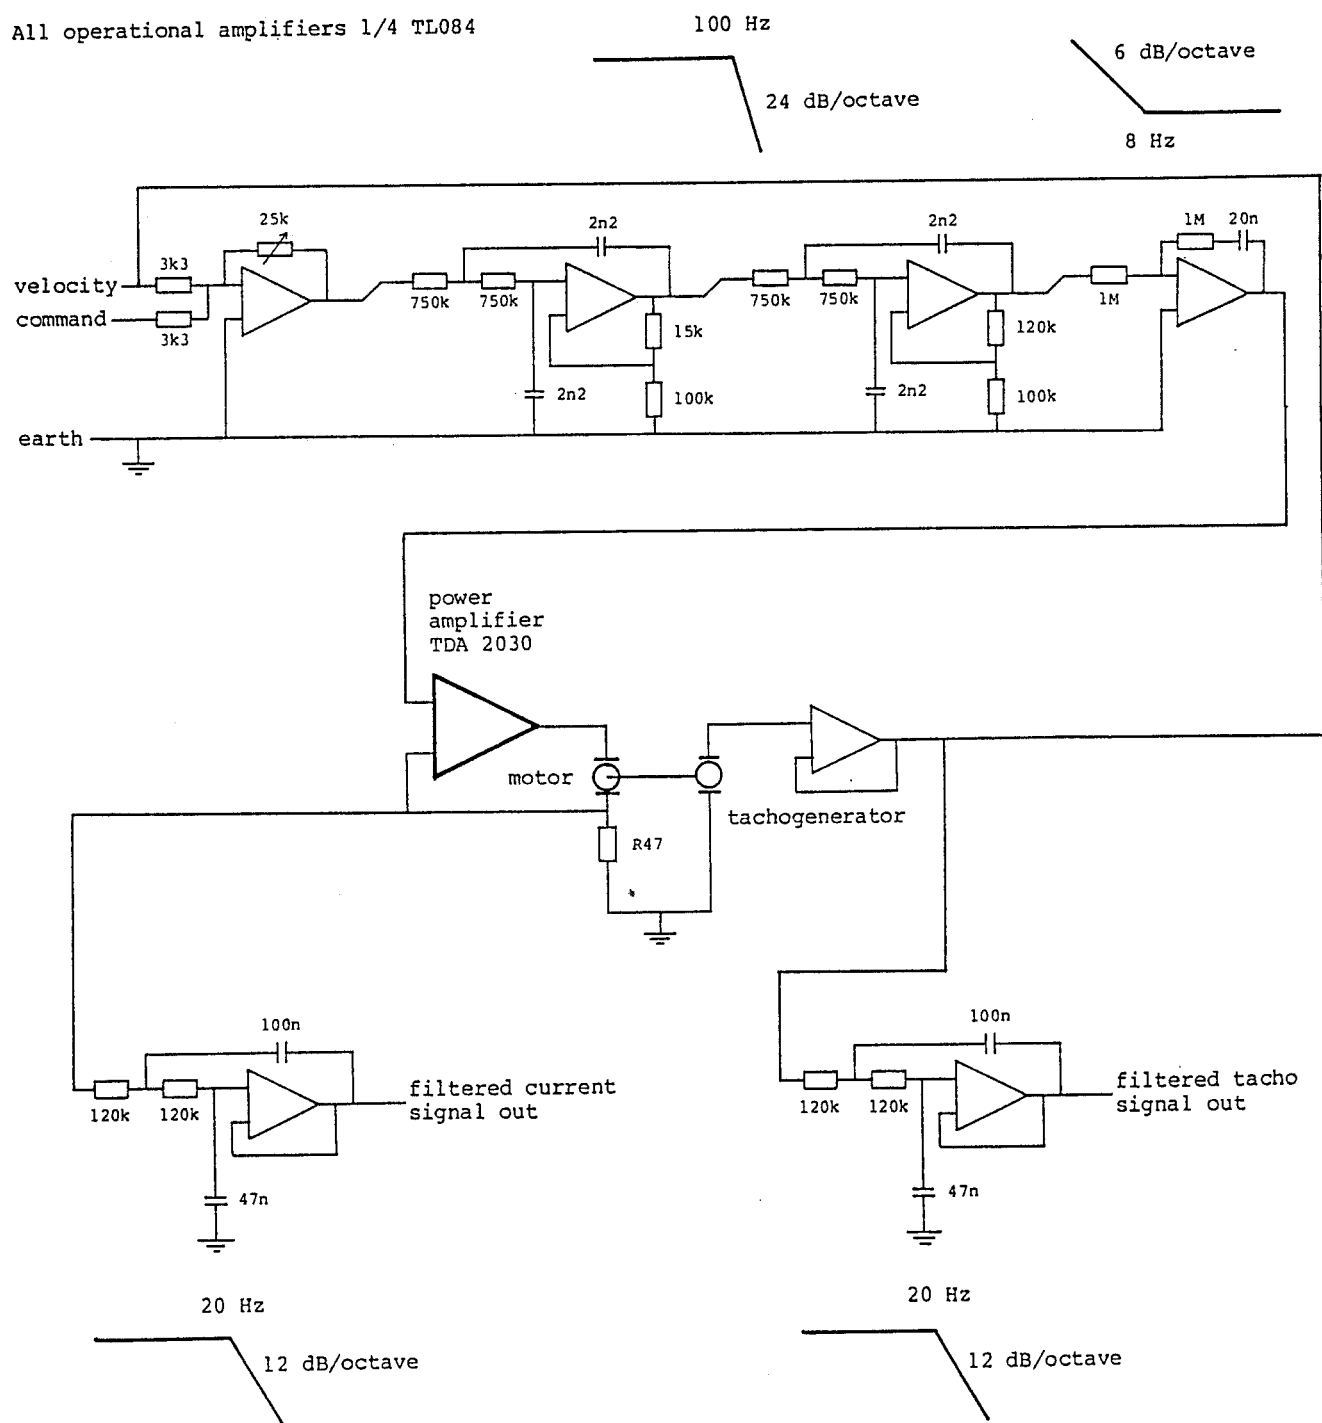 All operational amplifiers 1/4 TL084
100 Hz
24 dB/octave
6 dB/octave
8 Hz
25k
2n2
2n2
1M 20n
3k3
velocity
command
3k3
750k
750k
750k
750k
1M
15k
120k
2n2
100k
2n2
100k
earth
power
amplifier
TDA 2030
motor
tachogenerator
R47
100n
120k
120k
filtered current
signal out
47n
100n
120k
120k
filtered tacho
signal out
47n
20 Hz
12 dB/octave
20 Hz
12 dB/octave